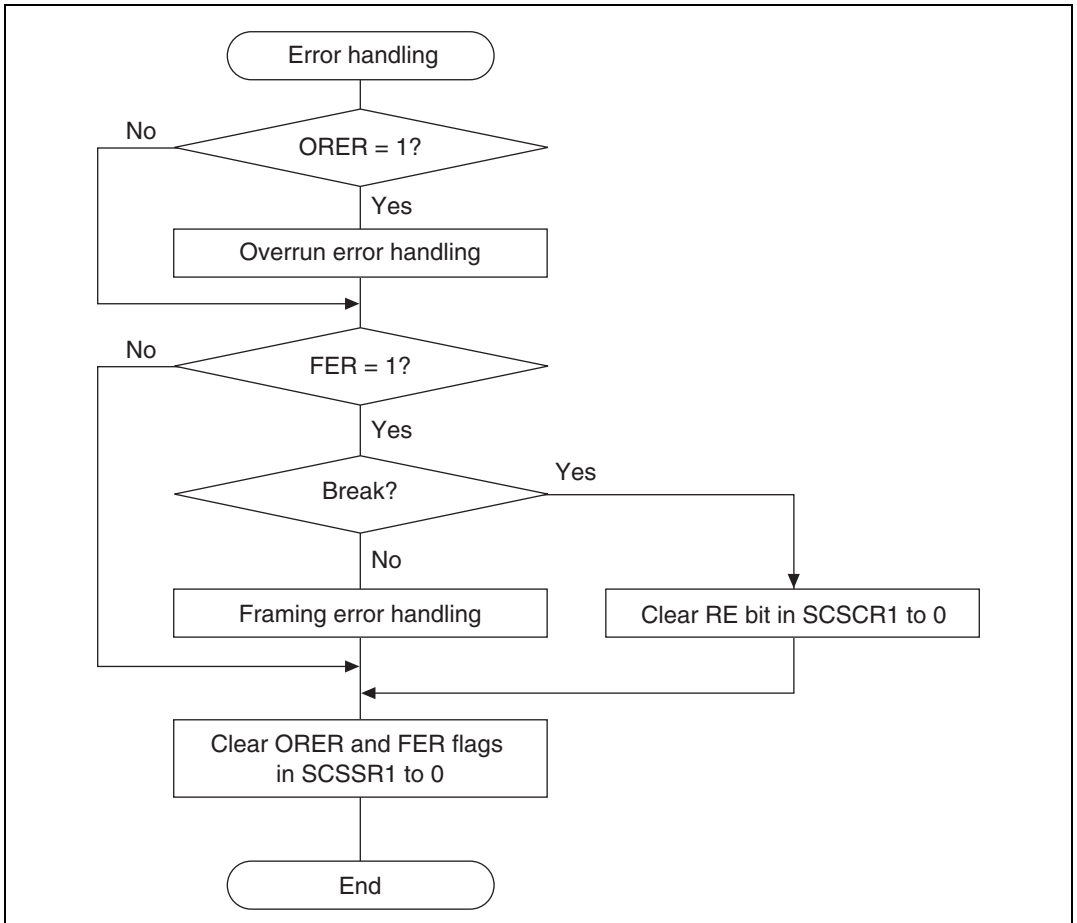 Error handling
No
ORER = 1?
Yes
Overrun error handling
No
FER = 1?
Yes
Break?
Yes
No
Framing error handling
Clear RE bit in SCSCR1 to 0
Clear ORER and FER flags
in SCSSR1 to 0
End